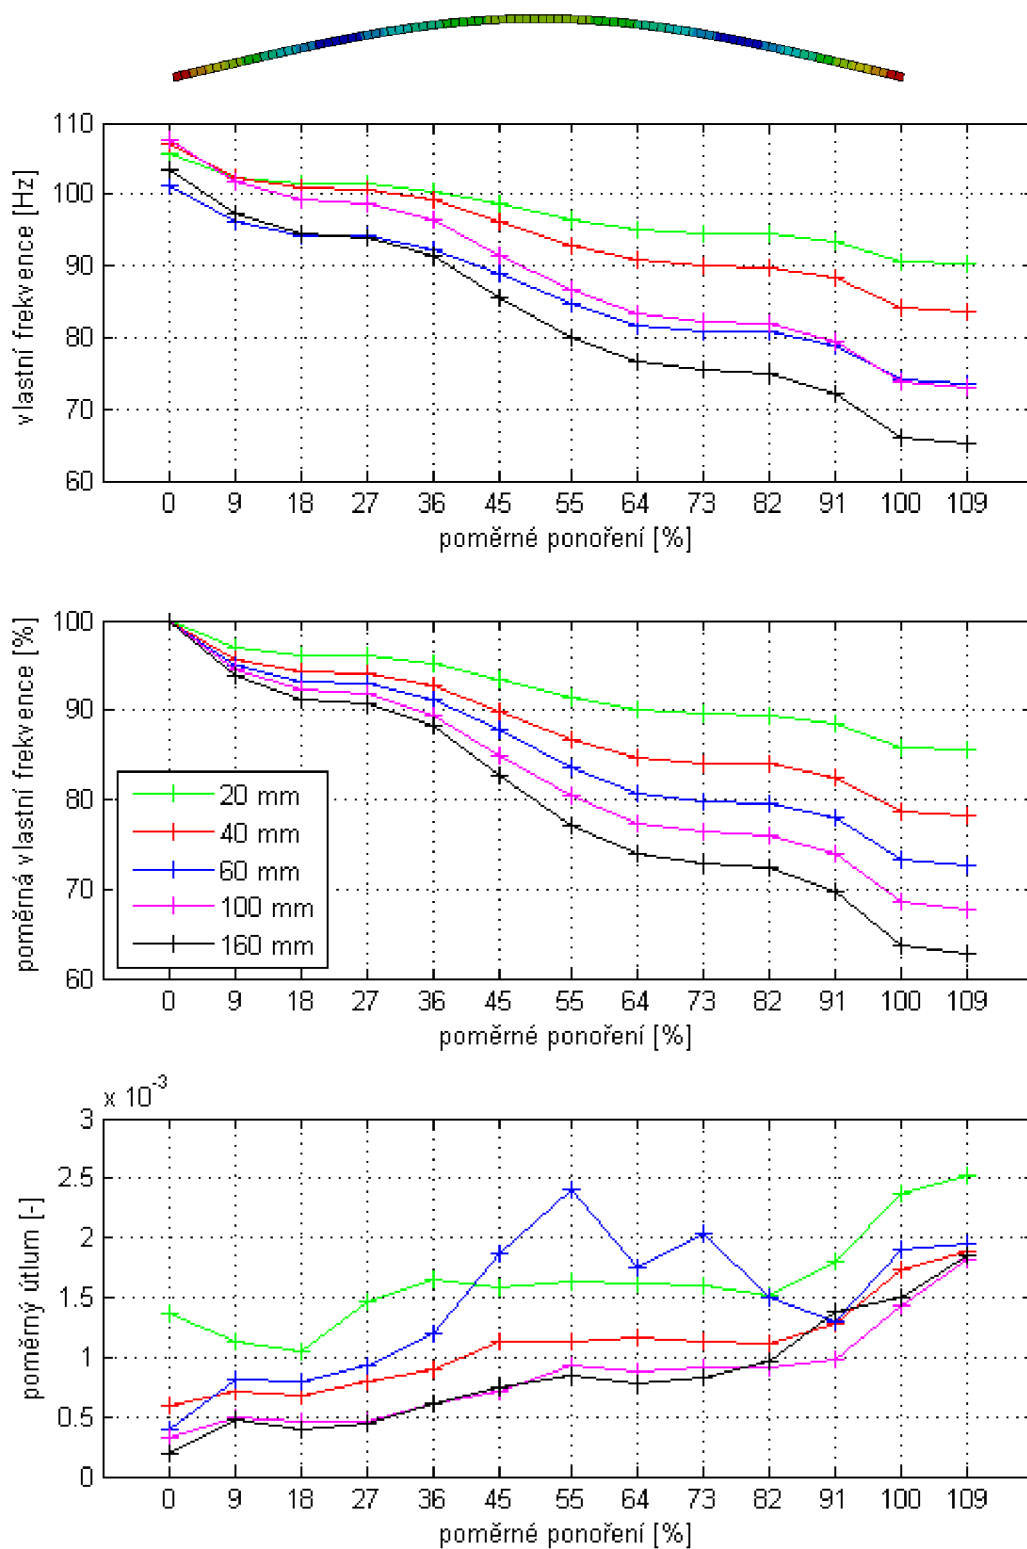 110
100
90
80
70
60
vlastní frekvence [Hz]
0 9 18 27 36 45 55 64 73 82 91 100 109
poměrné ponoření [%]
100
90
80
70
60
poměrná vlastní frekvence [%]
20 mm
40 mm
60 mm
100 mm
160 mm
0 9 18 27 36 45 55 64 73 82 91 100 109
poměrné ponoření [%]
x 10-3
3
2.5
2
1.5
1
0.5
0
poměrný útlum [-]
0 9 18 27 36 45 55 64 73 82 91 100 109
poměrné ponoření [%]